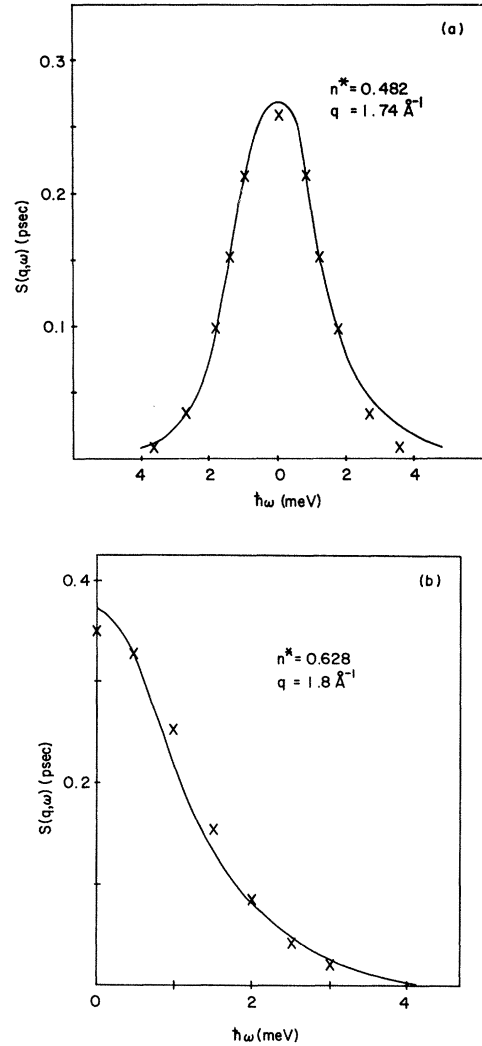 (a)
0.3
n* = 0.482
q = 1.74 Å⁻¹
0.2
S(q,ω) (psec)
0.1
4 2 0 2 4
ħω (meV)
(b)
0.4
n* = 0.628
q = 1.8 Å⁻¹
S(q,ω) (psec)
0.2
0 2 4
ħω (meV)